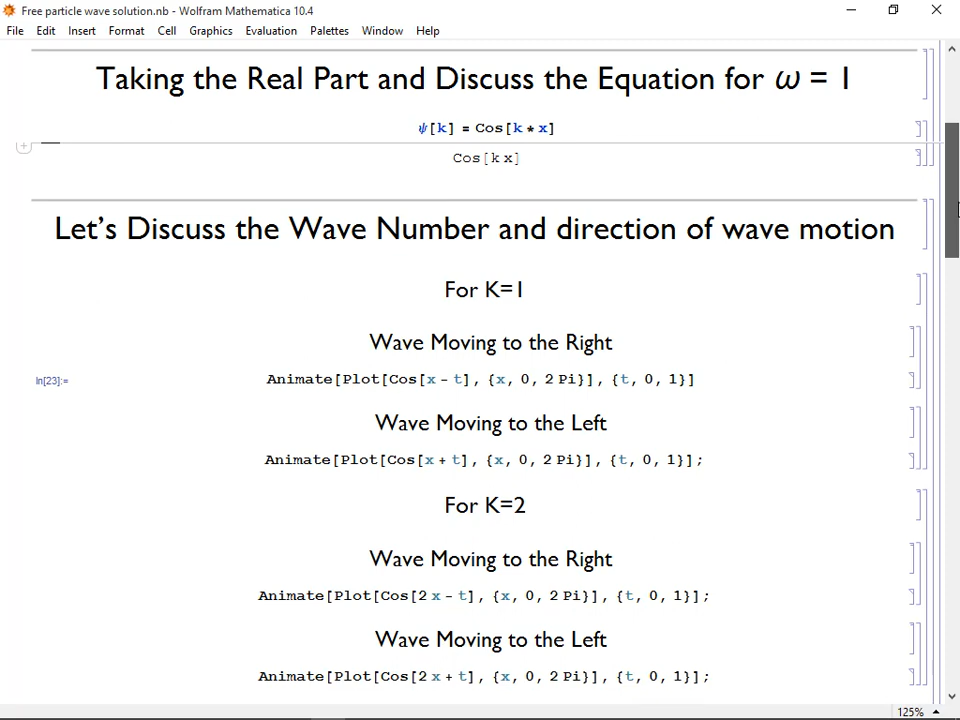 Free particle wave solution.nb - Wolfram Mathematica 10.4
File Edit Insert Format Cell Graphics Evaluation Palettes Window Help
Taking the Real Part and Discuss the Equation for ω = 1
ψ[k] = Cos[k * x]
Cos[k x]
Let's Discuss the Wave Number and direction of wave motion
For K=1
Wave Moving to the Right
In[23]:= Animate[Plot[Cos[x - t], {x, 0, 2 Pi}], {t, 0, 1}]
Wave Moving to the Left
Animate[Plot[Cos[x + t], {x, 0, 2 Pi}], {t, 0, 1}];
For K=2
Wave Moving to the Right
Animate[Plot[Cos[2 x - t], {x, 0, 2 Pi}], {t, 0, 1}];
Wave Moving to the Left
Animate[Plot[Cos[2 x + t], {x, 0, 2 Pi}], {t, 0, 1}];
125%